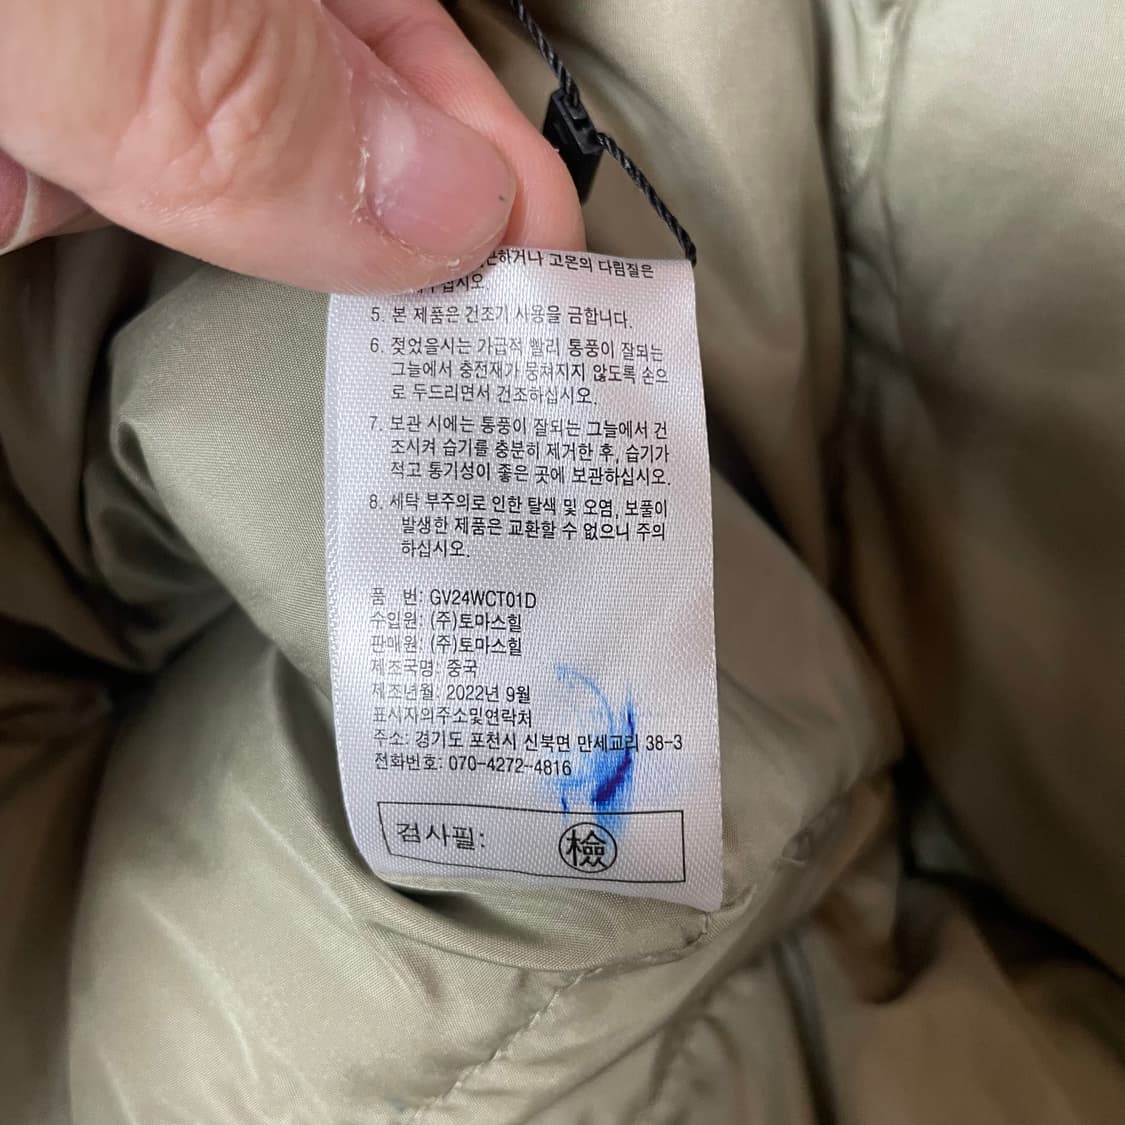 고온의 다림질은
십시오
5. 본 제품은 건조기 사용을 금합니다.
6. 젖었을시는 가급적 빨리 통풍이 잘되는
그늘에서 충전재가 뭉쳐지지 않도록 손으
로 두드리면서 건조하십시오.
7. 보관 시에는 통풍이 잘되는 그늘에서 건
조시켜 습기를 충분히 제거한 후, 습기가
적고 통기성이 좋은 곳에 보관하십시오.
8. 세탁 부주의로 인한 탈색 및 오염, 보풀이
발생한 제품은 교환할 수 없으니 주의
하십시오.
품 번: GV24WCT01D
수입원: (주)토마스힐
판매원: (주)토마스힐
제조국명: 중국
제조년월: 2022년 9월
표시자의주소및연락처
주소: 경기도 포천시 신북면 만세교리 38-3
전화번호: 070-4272-4816
검사필: 檢